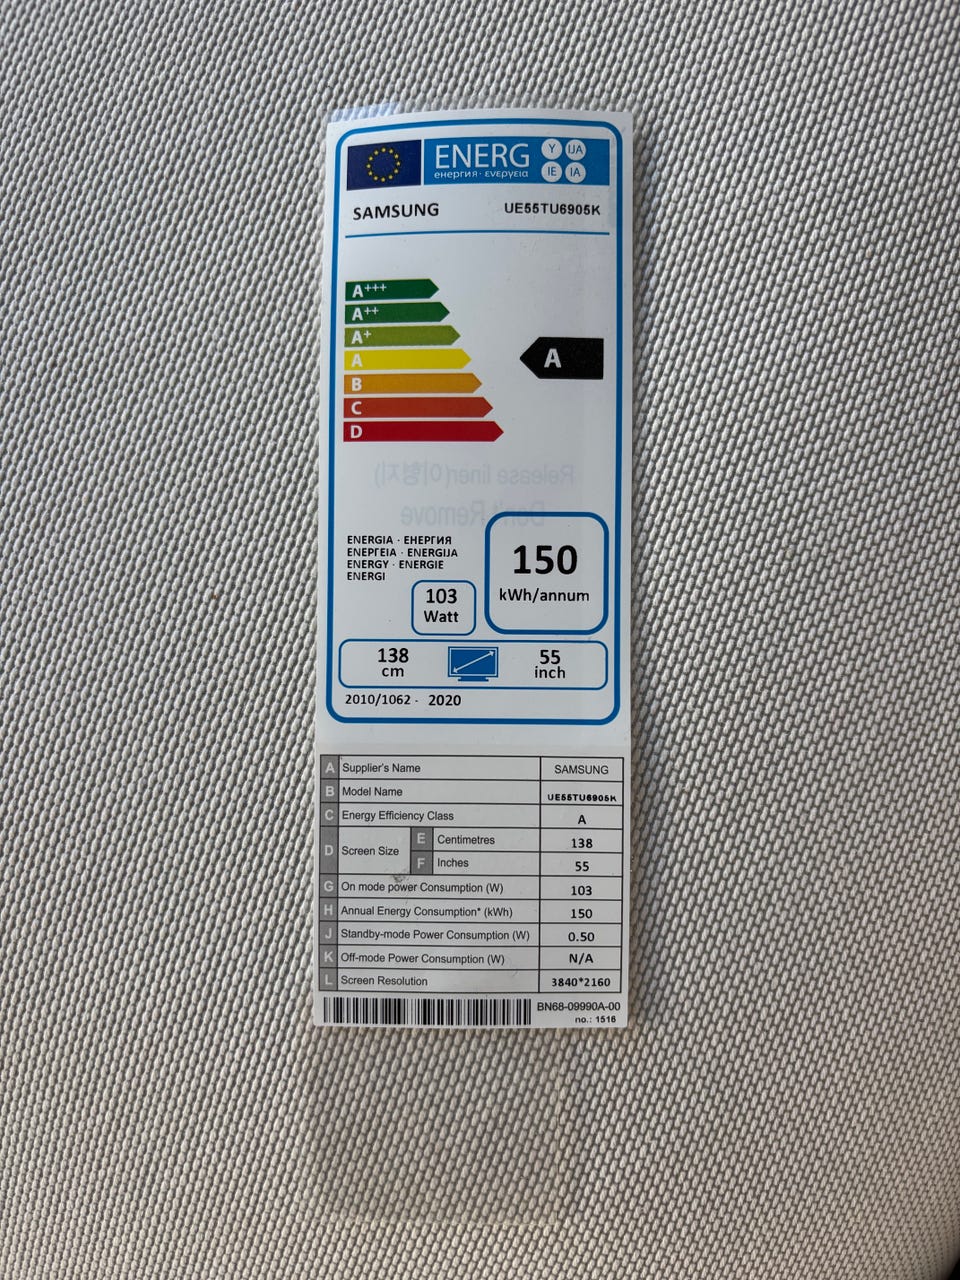 ENERG
енергия · ενεργεια
Y IJA
IE IA
SAMSUNG UE55TU6905K
A+++
A++
A+
A
B
C
D
A
Release liner(이형지)
Don't Remove
ENERGIA · ЕНЕРГИЯ
ΕΝΕΡΓΕΙΑ · ENERGIJA
ENERGY · ENERGIE
ENERGI
150
kWh/annum
103
Watt
138
cm
55
inch
2010/1062 - 2020
A Supplier's Name SAMSUNG
B Model Name UE55TU6905K
C Energy Efficiency Class A
D Screen Size E Centimetres 138
F Inches 55
G On mode power Consumption (W) 103
H Annual Energy Consumption* (kWh) 150
J Standby-mode Power Consumption (W) 0.50
K Off-mode Power Consumption (W) N/A
L Screen Resolution 3840*2160
BN68-09990A-00
no.: 1516